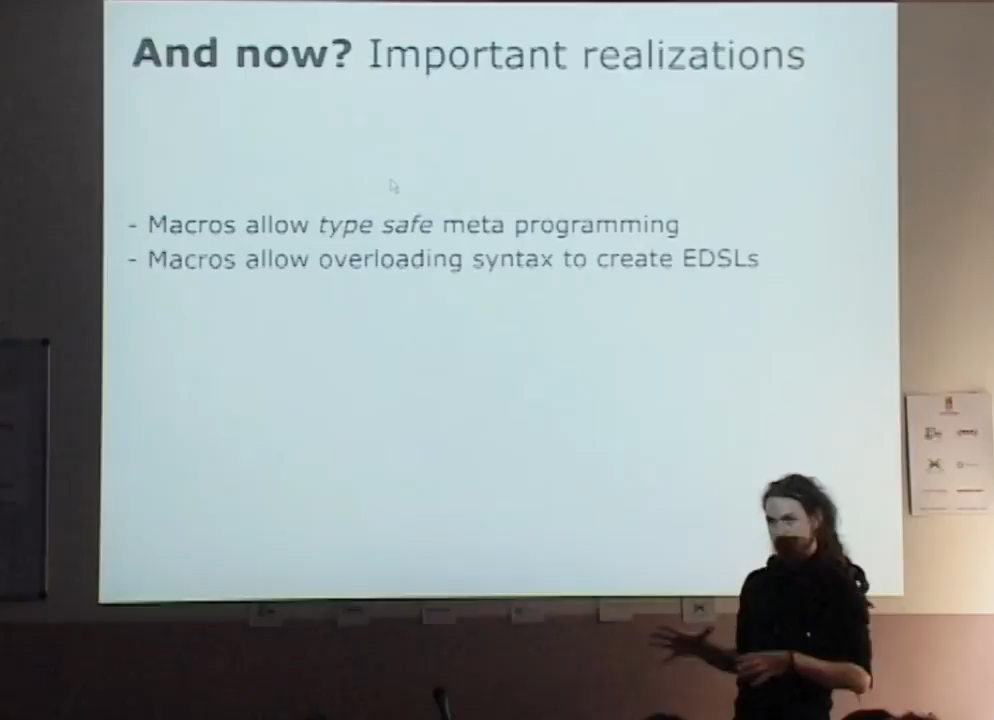 And now? Important realizations
- Macros allow type safe meta programming
- Macros allow overloading syntax to create EDSLs